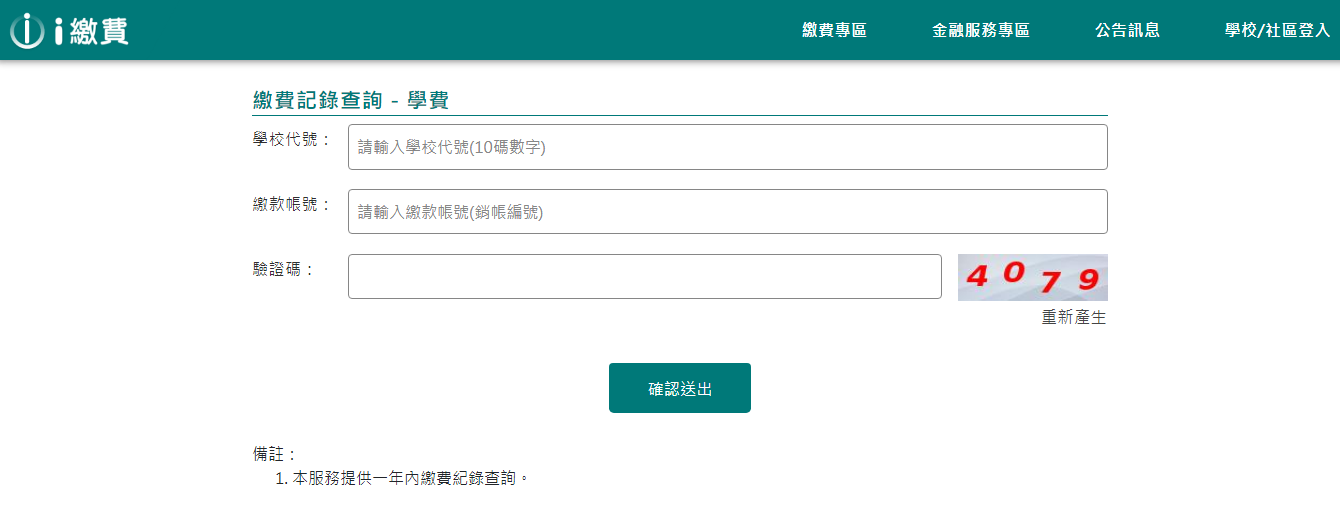 i繳費 繳費專區 金融服務專區 公告訊息 學校/社區登入
繳費記錄查詢 - 學費
學校代號： 請輸入學校代號(10碼數字)
繳款帳號： 請輸入繳款帳號(銷帳編號)
驗證碼： 4079
重新產生
確認送出
備註：
1. 本服務提供一年內繳費紀錄查詢。